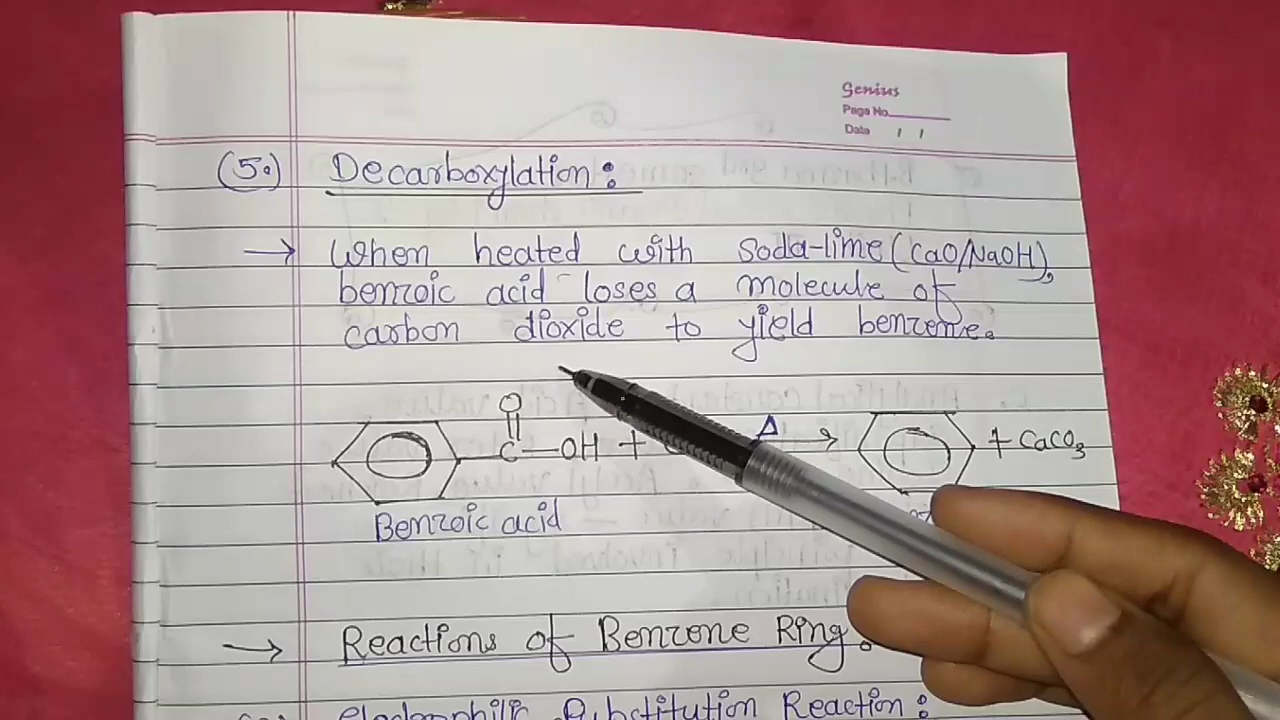 Genius
Page No.
Date / /
(5.) Decarboxylation:
→ When heated with Soda-lime (CaO/NaOH),
benzoic acid loses a molecule of
carbon dioxide to yield benzene.
O
C—OH + Δ → + CaCO₃
Benzoic acid
→ Reactions of Benzene Ring:
Substitution Reaction: